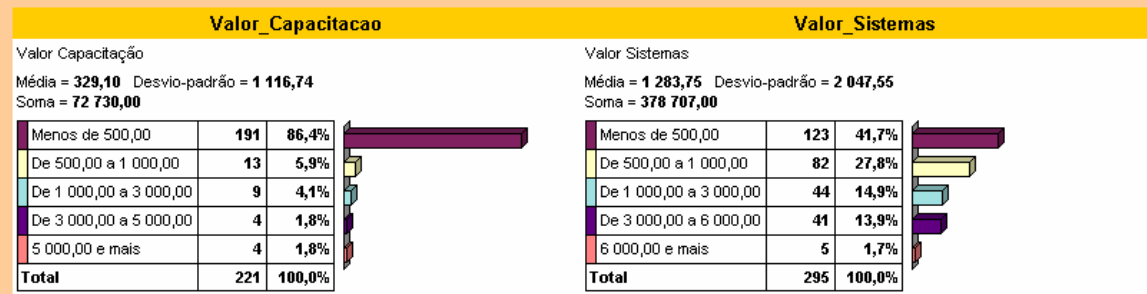 Valor_Capacitacao
Valor Capacitação
Média = 329,10 Desvio-padrão = 1 116,74
Soma = 72 730,00
Menos de 500,00 191 86,4%
De 500,00 a 1 000,00 13 5,9%
De 1 000,00 a 3 000,00 9 4,1%
De 3 000,00 a 5 000,00 4 1,8%
5 000,00 e mais 4 1,8%
Total 221 100,0%
Valor_Sistemas
Valor Sistemas
Média = 1 283,75 Desvio-padrão = 2 047,55
Soma = 378 707,00
Menos de 500,00 123 41,7%
De 500,00 a 1 000,00 82 27,8%
De 1 000,00 a 3 000,00 44 14,9%
De 3 000,00 a 6 000,00 41 13,9%
6 000,00 e mais 5 1,7%
Total 295 100,0%